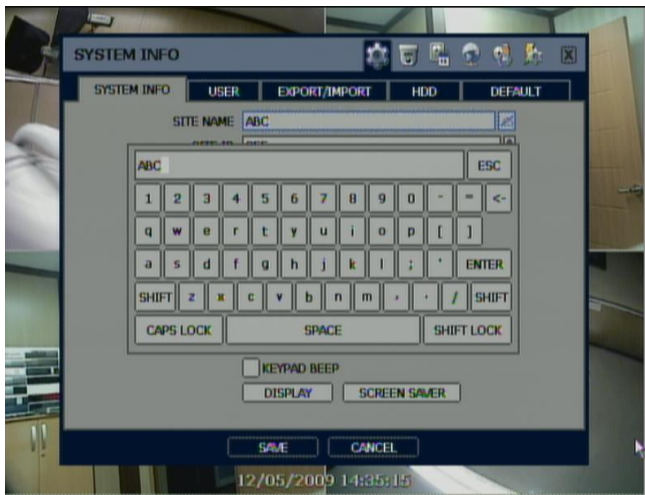 SYSTEM INFO
SYSTEM INFO USER EXPORT/IMPORT HDD DEFAULT
SITE NAME ABC
ABC ESC
1 2 3 4 5 6 7 8 9 0 - = <-
q w e r t y u i o p [ ]
a s d f g h j k l ; ' ENTER
SHIFT z x c v b n m , . / SHIFT
CAPS LOCK SPACE SHIFT LOCK
KEYPAD BEEP
DISPLAY SCREEN SAVER
SAVE CANCEL
12/05/2009 14:35:15